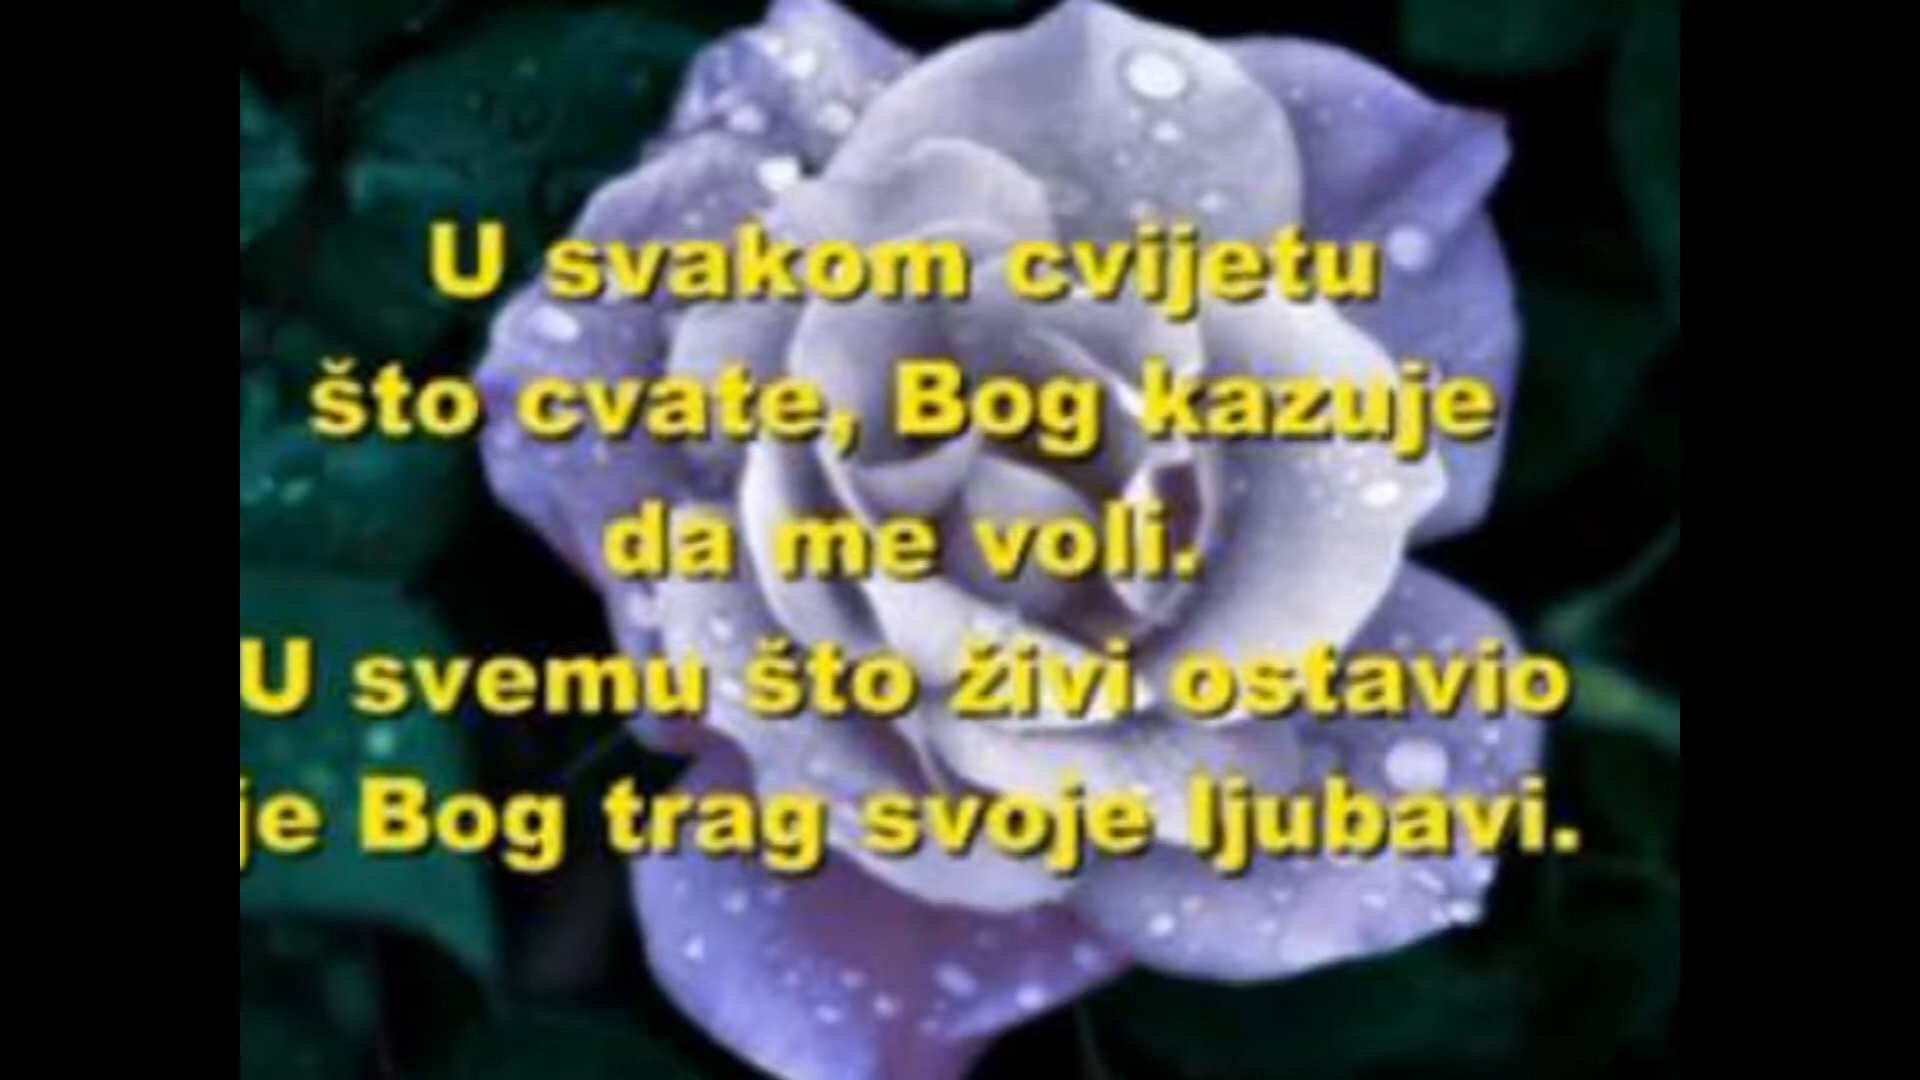 U svakom cvijetu
što cvate, Bog kazuje
da me voli.
U svemu što živi ostavio
je Bog trag svoje ljubavi.